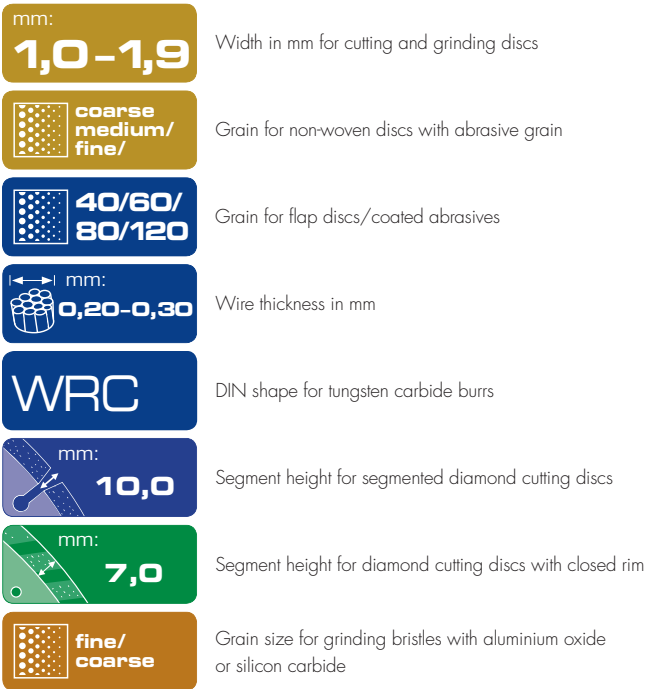 mm:
1,0–1,9
Width in mm for cutting and grinding discs
coarse
medium/
fine/
Grain for non-woven discs with abrasive grain
40/60/
80/120
Grain for flap discs/coated abrasives
mm:
0,20–0,30
Wire thickness in mm
WRC
DIN shape for tungsten carbide burrs
mm:
10,0
Segment height for segmented diamond cutting discs
mm:
7,0
Segment height for diamond cutting discs with closed rim
fine/
coarse
Grain size for grinding bristles with aluminium oxide
or silicon carbide